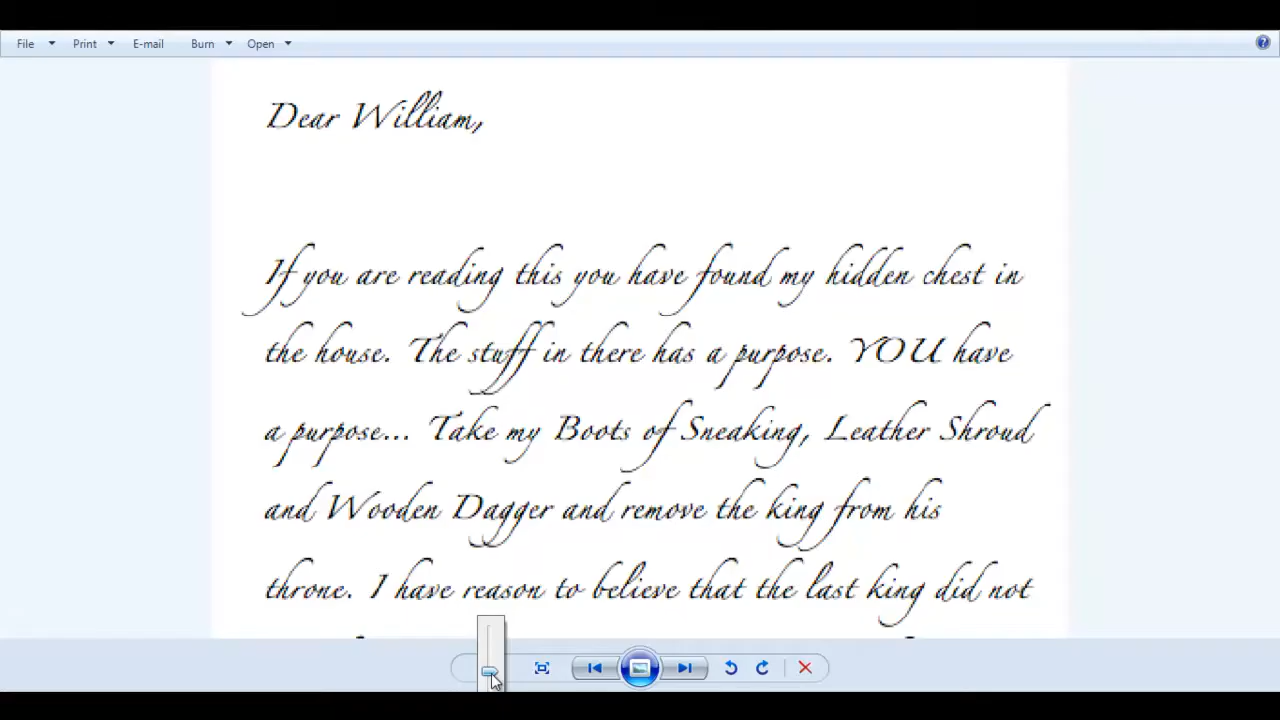 File Print E-mail Burn Open
Dear William,
If you are reading this you have found my hidden chest in
the house. The stuff in there has a purpose. YOU have
a purpose... Take my Boots of Sneaking, Leather Shroud
and Wooden Dagger and remove the king from his
throne. I have reason to believe that the last king did not